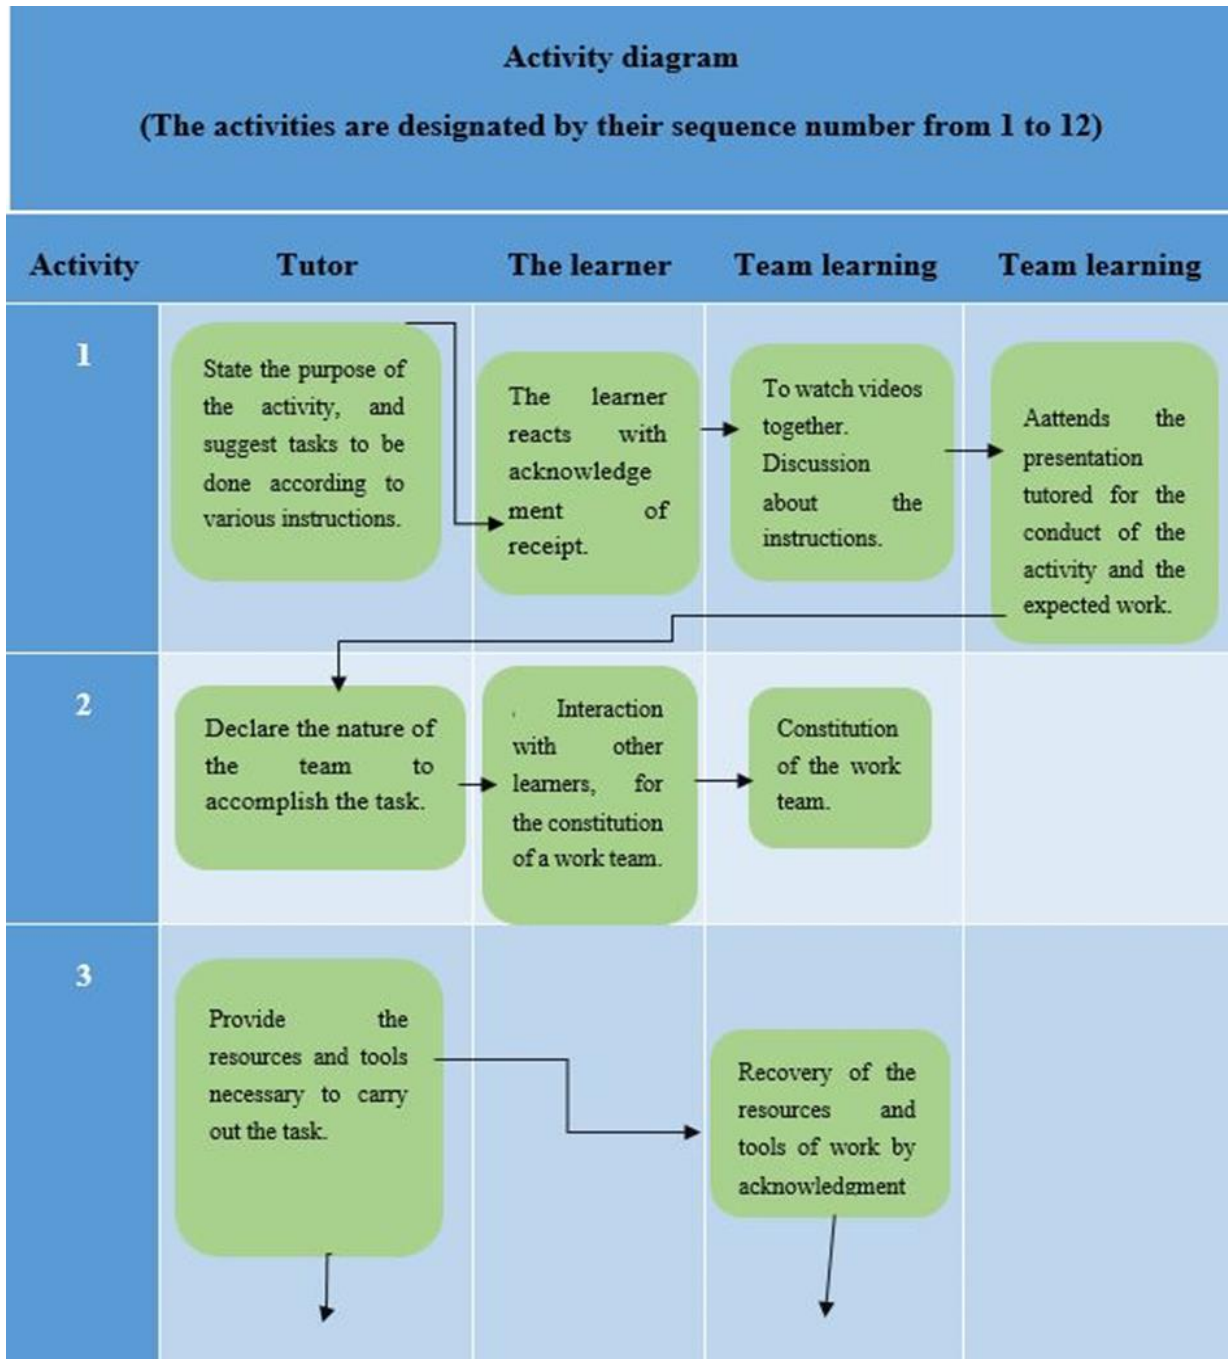 Activity diagram
(The activities are designated by their sequence number from 1 to 12)
Activity
Tutor
The learner
Team learning
Team learning
1
State the purpose of
the activity, and
suggest tasks to be
done according to
various instructions.
The learner
reacts with
acknowledge
ment of
receipt.
To watch videos
together.
Discussion
about the
instructions.
Aattends the
presentation
tutored for the
conduct of the
activity and the
expected work.
2
Declare the nature of
the team to
accomplish the task.
. Interaction
with other
learners, for
the constitution
of a work team.
Constitution
of the work
team.
3
Provide the
resources and tools
necessary to carry
out the task.
Recovery of the
resources and
tools of work by
acknowledgment